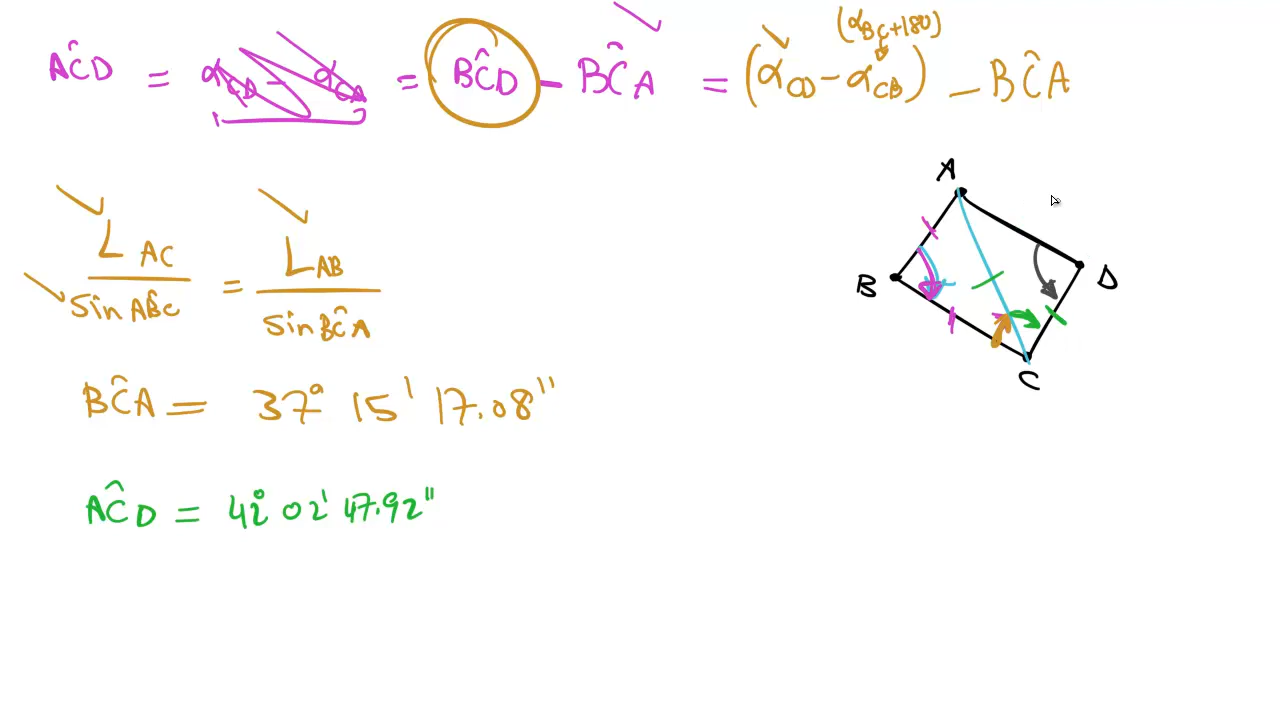 (α_BC+180)
AĈD = α_CD - α_CA = BĈD - BĈA = (α_CD - α_CB) - BĈA
L_AC / sin AB̂C = L_AB / sin BĈA
BĈA = 37° 15' 17.08"
AĈD = 42° 02' 47.92"
A
B
D
C